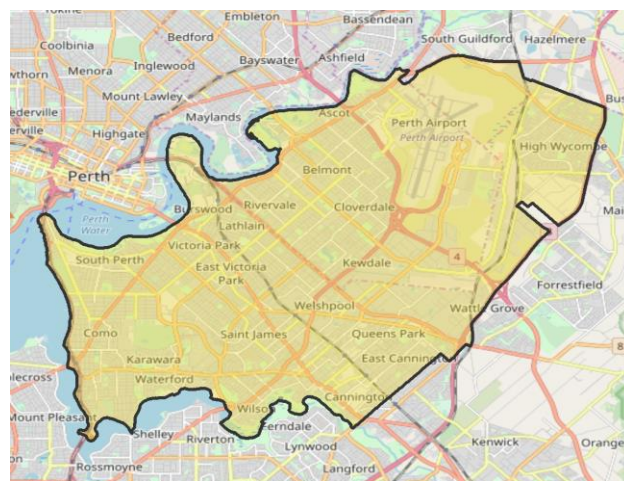 Embleton
Bassendean
Coolbinia
Bedford
South Guildford
Hazelmere
Menora
Inglewood
Bayswater
Ashfield
Mount Lawley
Maylands
Ascot
Perth Airport
Perth Airport
Highgate
High Wycombe
Perth
Belmont
Burswood
Rivervale
Cloverdale
Perth
Water
Lathlain
Victoria Park
South Perth
East Victoria
Park
Kewdale
4
Forrestfield
Welshpool
Wattle Grove
Como
Saint James
Queens Park
8
Karawara
East Cannington
Waterford
Cannington
Mount Pleasant
Wilson
Shelley
Riverton
Ferndale
Lynwood
Kewick
Orange
Rossmoyne
Langford